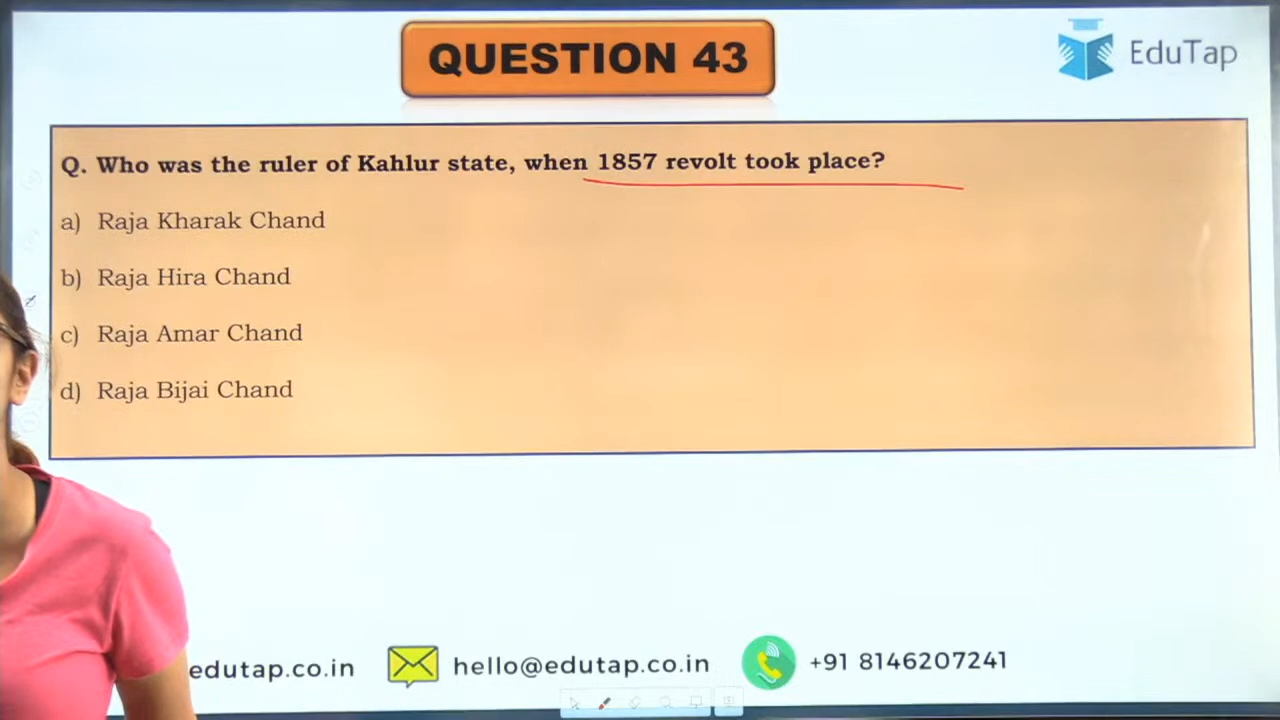 QUESTION 43
EduTap
Q. Who was the ruler of Kahlur state, when 1857 revolt took place?
a) Raja Kharak Chand
b) Raja Hira Chand
c) Raja Amar Chand
d) Raja Bijai Chand
edutap.co.in
hello@edutap.co.in
+91 8146207241